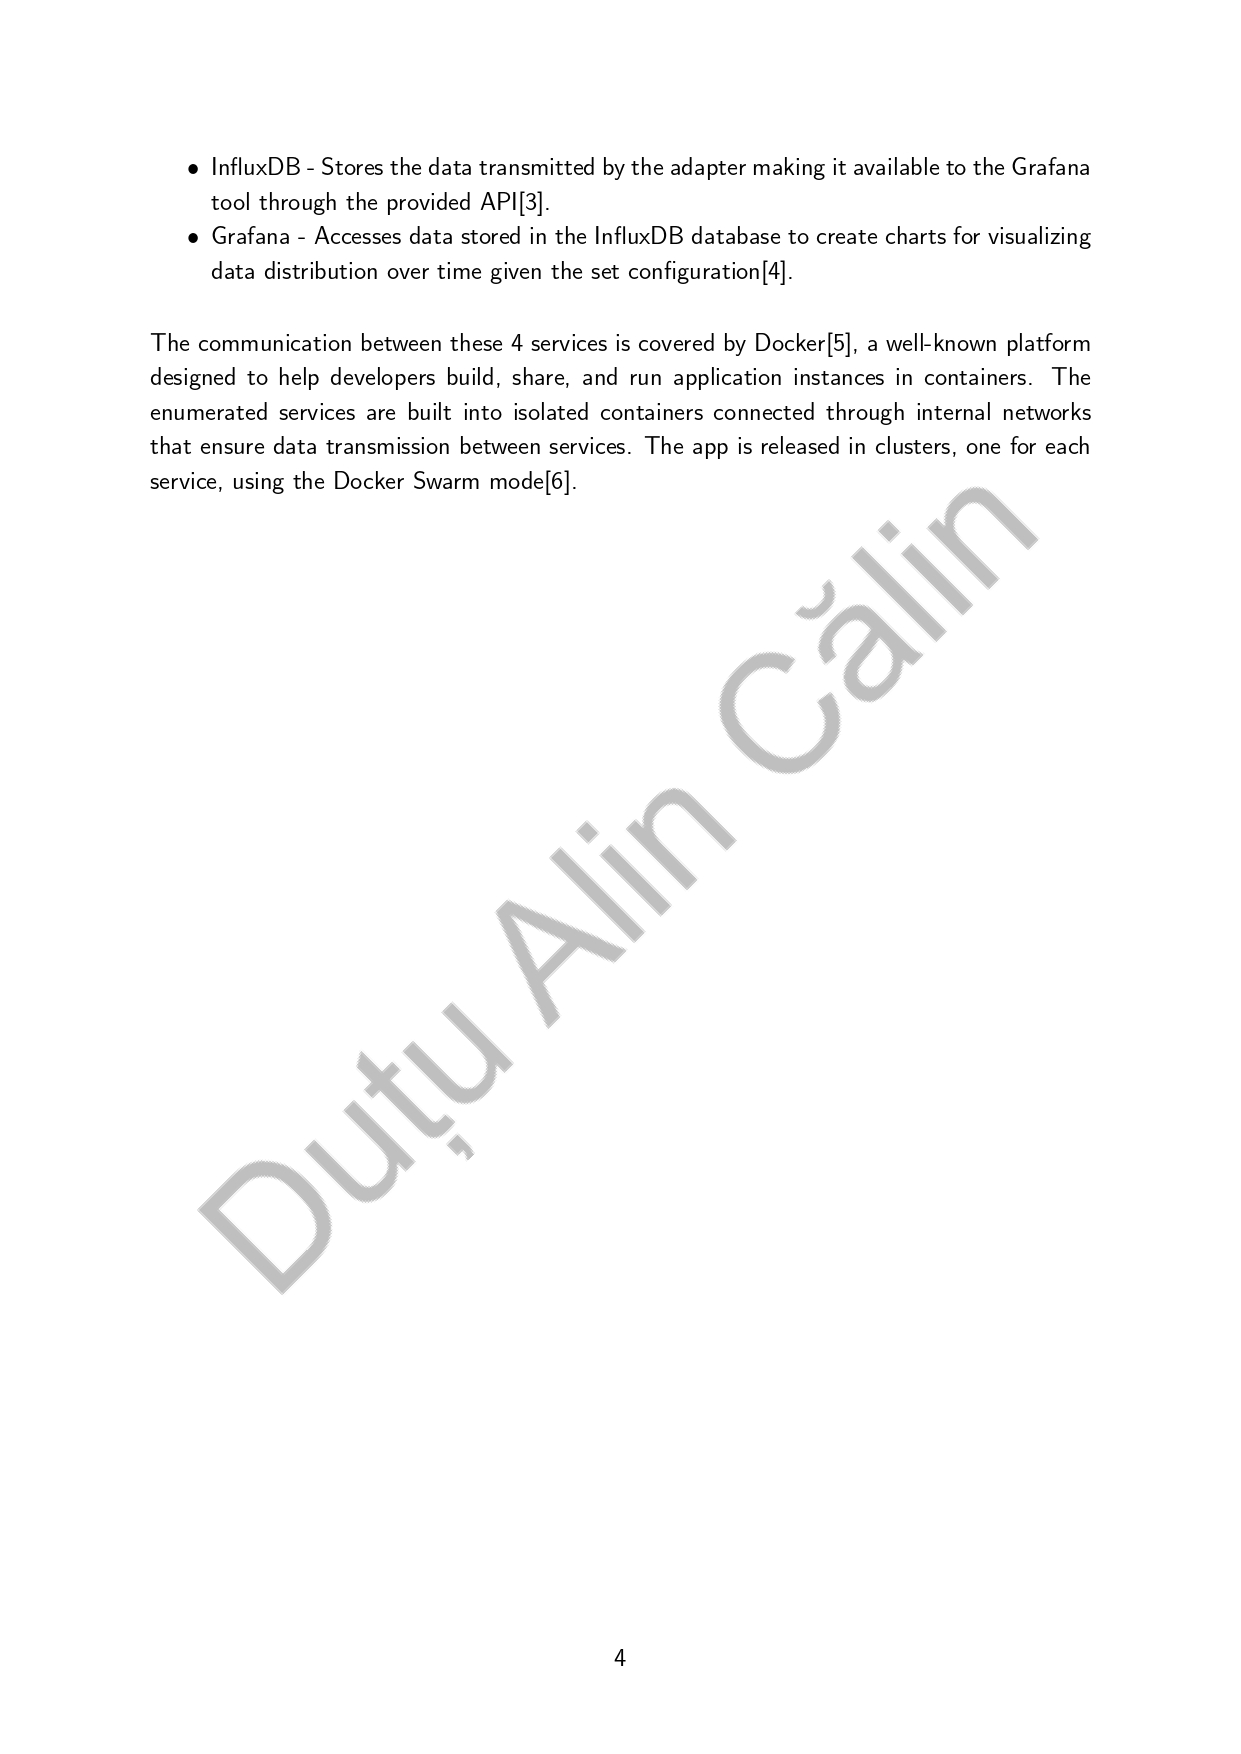 • InfluxDB - Stores the data transmitted by the adapter making it available to the Grafana
tool through the provided API[3].
• Grafana - Accesses data stored in the InfluxDB database to create charts for visualizing
data distribution over time given the set configuration[4].
The communication between these 4 services is covered by Docker[5], a well-known platform
designed to help developers build, share, and run application instances in containers. The
enumerated services are built into isolated containers connected through internal networks
that ensure data transmission between services. The app is released in clusters, one for each
service, using the Docker Swarm mode[6].
Duțu Alin Călin
4